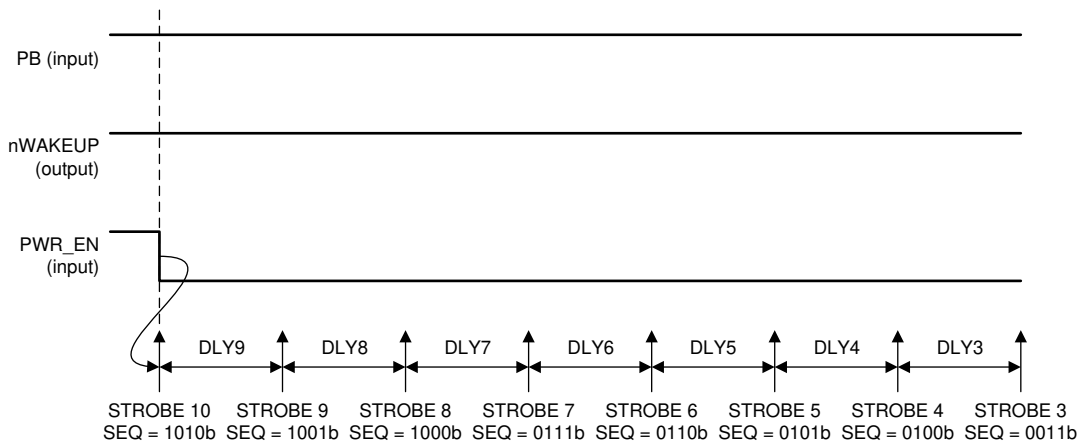 PB (input)
nWAKEUP
(output)
PWR_EN
(input)
DLY9 DLY8 DLY7 DLY6 DLY5 DLY4 DLY3
STROBE 10 STROBE 9 STROBE 8 STROBE 7 STROBE 6 STROBE 5 STROBE 4 STROBE 3
SEQ = 1010b SEQ = 1001b SEQ = 1000b SEQ = 0111b SEQ = 0110b SEQ = 0101b SEQ = 0100b SEQ = 0011b